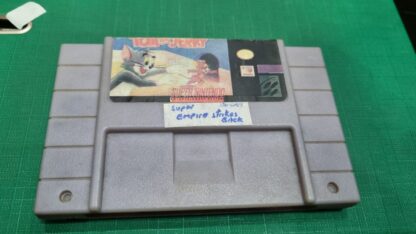 TOM AND JERRY
SUPER NINTENDO
Super
Empire Strikes
Back